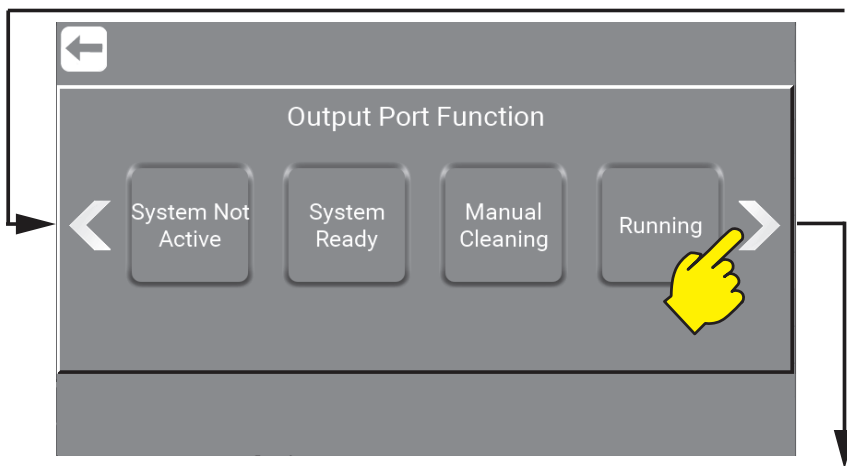 Output Port Function
System Not
Active
System
Ready
Manual
Cleaning
Running